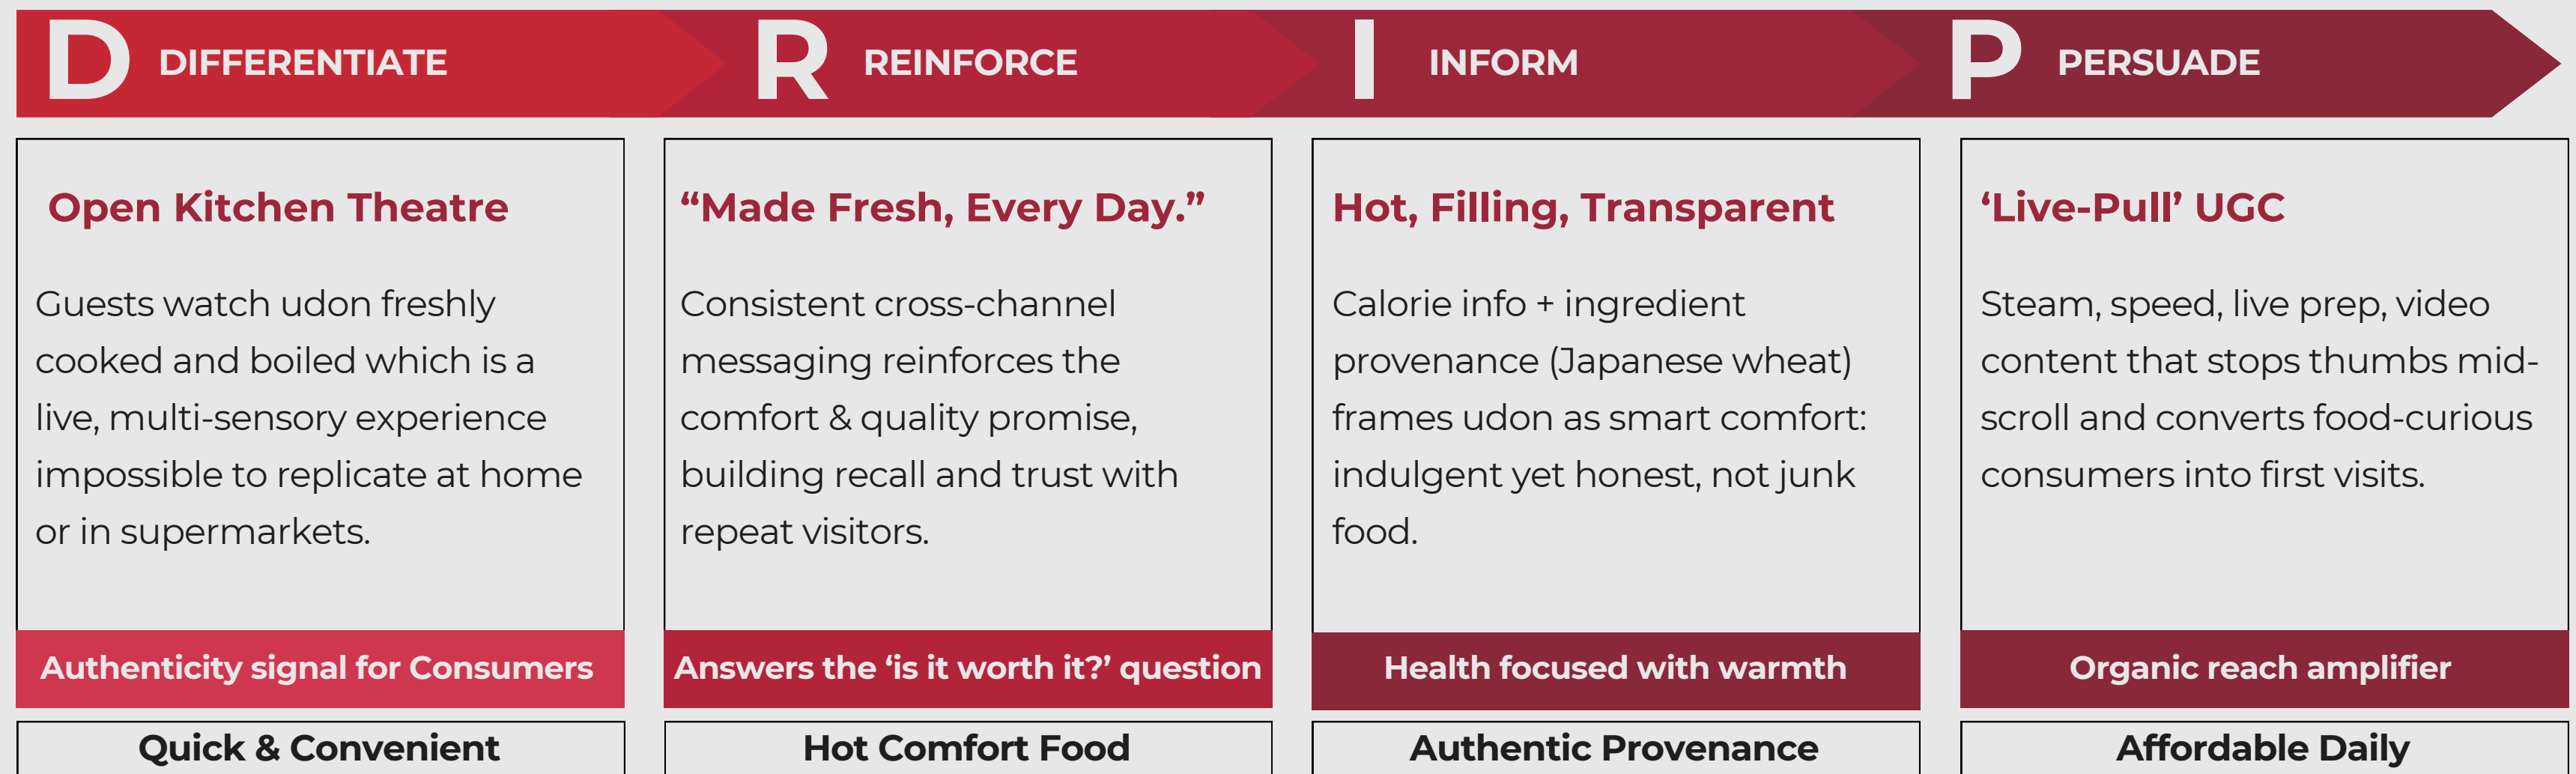 D DIFFERENTIATE
R REINFORCE
I INFORM
P PERSUADE
Open Kitchen Theatre
Guests watch udon freshly
cooked and boiled which is a
live, multi-sensory experience
impossible to replicate at home
or in supermarkets.
Authenticity signal for Consumers
Quick & Convenient
“Made Fresh, Every Day.”
Consistent cross-channel
messaging reinforces the
comfort & quality promise,
building recall and trust with
repeat visitors.
Answers the ‘is it worth it?’ question
Hot Comfort Food
Hot, Filling, Transparent
Calorie info + ingredient
provenance (Japanese wheat)
frames udon as smart comfort:
indulgent yet honest, not junk
food.
Health focused with warmth
Authentic Provenance
‘Live-Pull’ UGC
Steam, speed, live prep, video
content that stops thumbs mid-
scroll and converts food-curious
consumers into first visits.
Organic reach amplifier
Affordable Daily